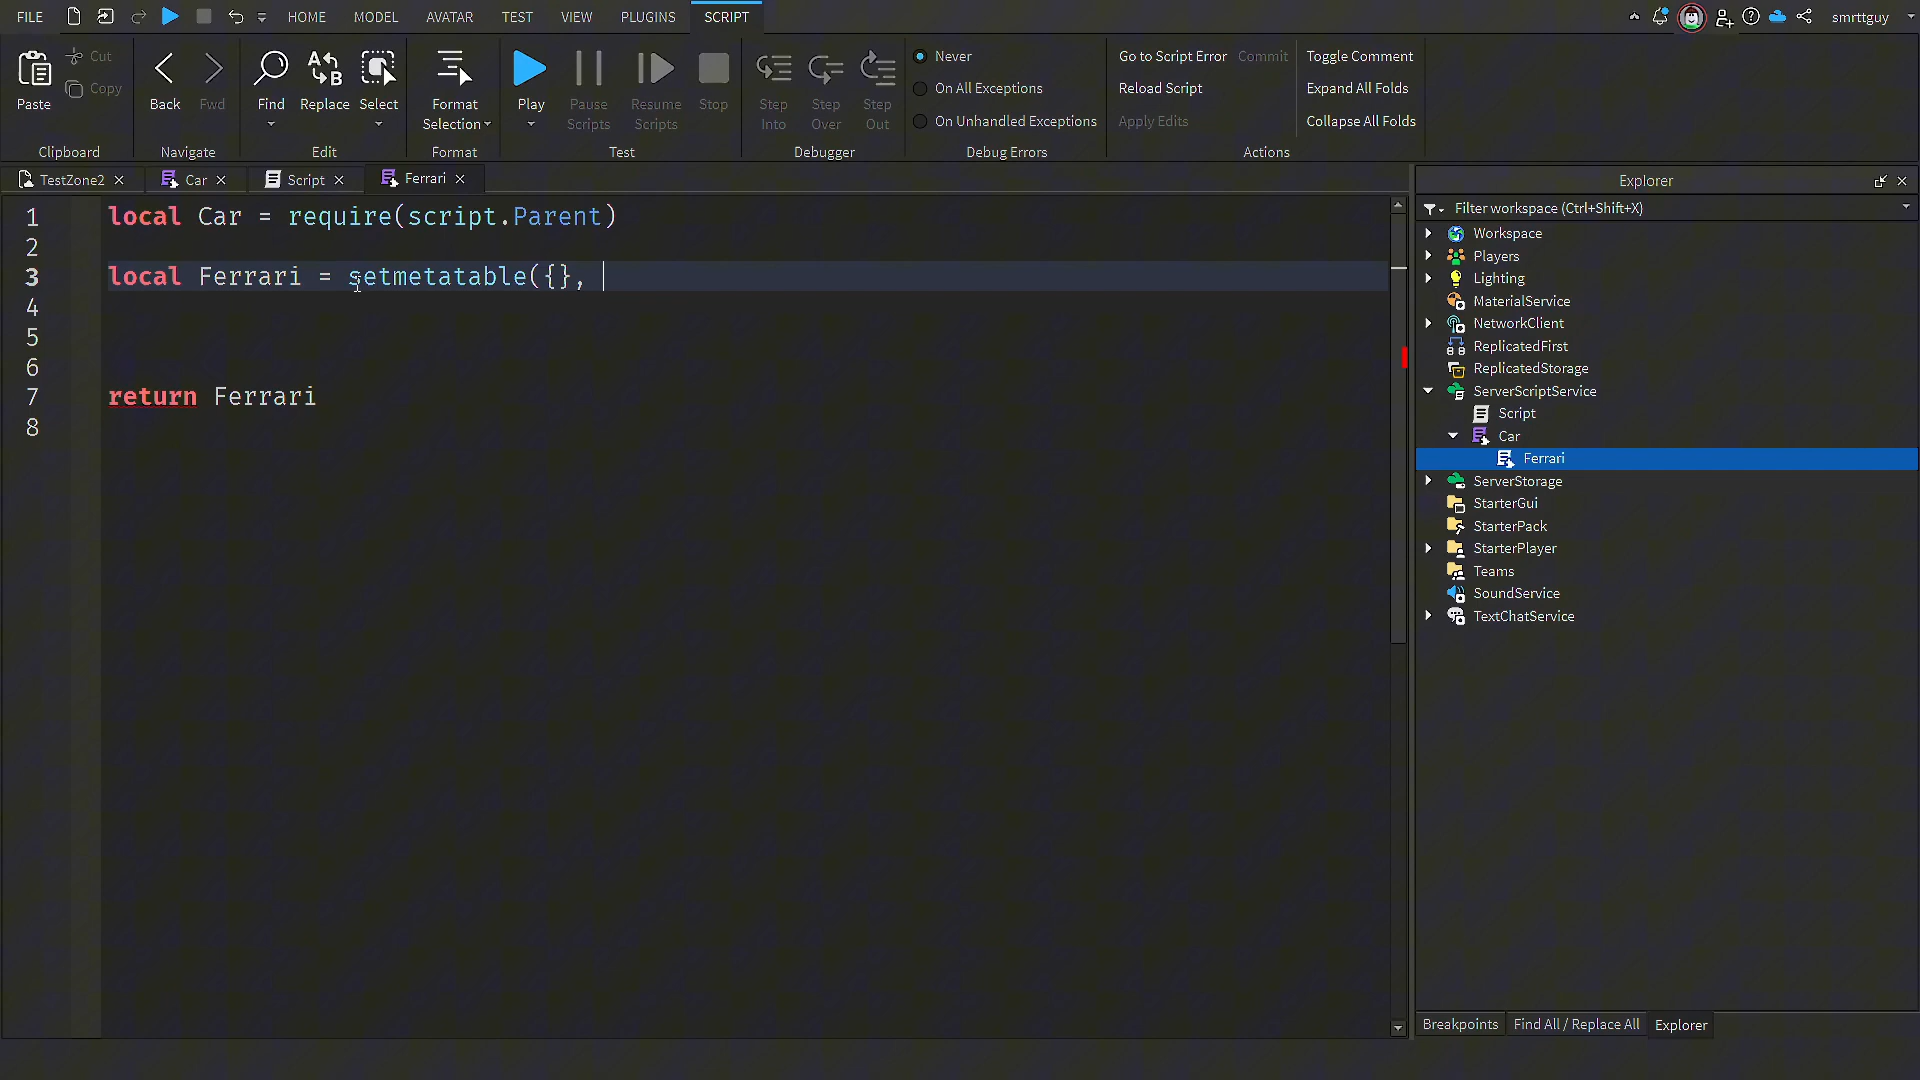 FILE HOME MODEL AVATAR TEST VIEW PLUGINS SCRIPT smrttguy
Paste Cut Copy
Clipboard
Back Fwd
Navigate
Find Replace Select
Edit
Format Selection
Format
Play Pause Scripts Resume Scripts Stop
Test
Step Into Step Over Step Out
Debugger
Never
On All Exceptions
On Unhandled Exceptions
Debug Errors
Go to Script Error Commit
Reload Script
Apply Edits
Toggle Comment
Expand All Folds
Collapse All Folds
Actions
TestZone2 Car Script Ferrari
1 local Car = require(script.Parent)
2
3 local Ferrari = setmetatable({},
4
5
6
7 return Ferrari
8
Explorer
Filter workspace (Ctrl+Shift+X)
Workspace
Players
Lighting
MaterialService
NetworkClient
ReplicatedFirst
ReplicatedStorage
ServerScriptService
Script
Car
Ferrari
ServerStorage
StarterGui
StarterPack
StarterPlayer
Teams
SoundService
TextChatService
Breakpoints Find All / Replace All Explorer